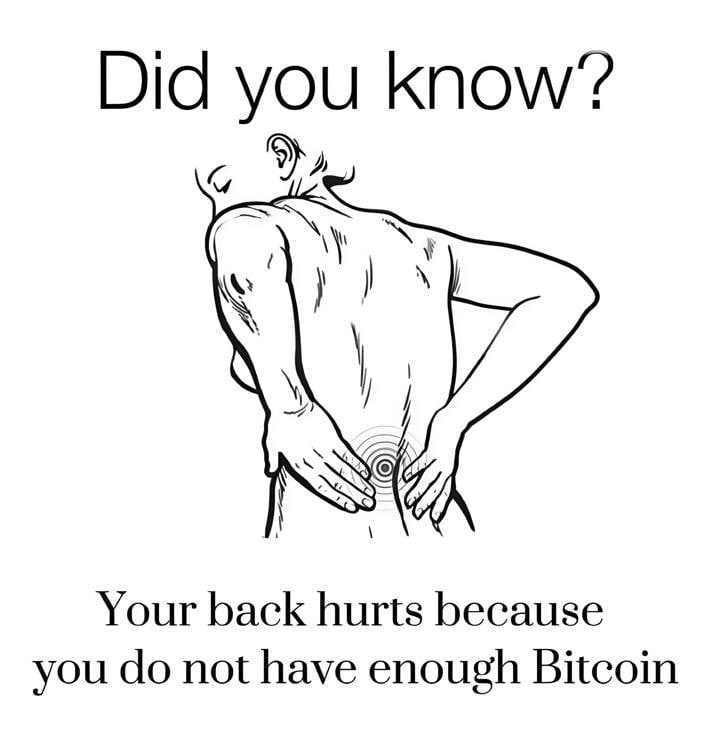 Did you know?
Your back hurts because
you do not have enough Bitcoin